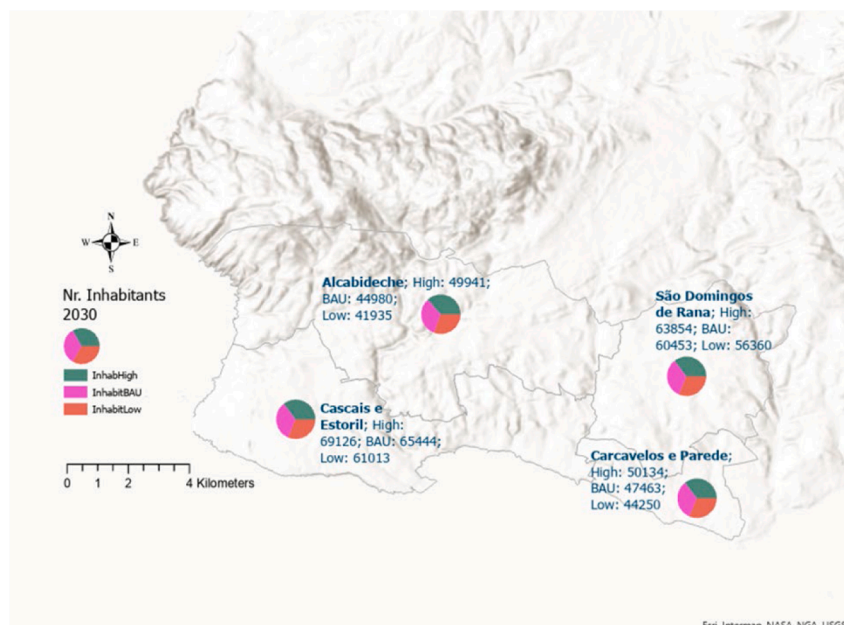 N
W E
S
Nr. Inhabitants
2030
InhabHigh
InhabitBAU
InhabitLow
0 1 2 4 Kilometers
Alcabideche; High: 49941;
BAU: 44980;
Low: 41935
São Domingos
de Rana; High:
63854; BAU:
60453; Low: 56360
Cascais e
Estoril; High:
69126; BAU: 65444;
Low: 61013
Carcavelos e Parede;
High: 50134;
BAU: 47463;
Low: 44250
Esri, Intermap, NASA, NGA, USGS